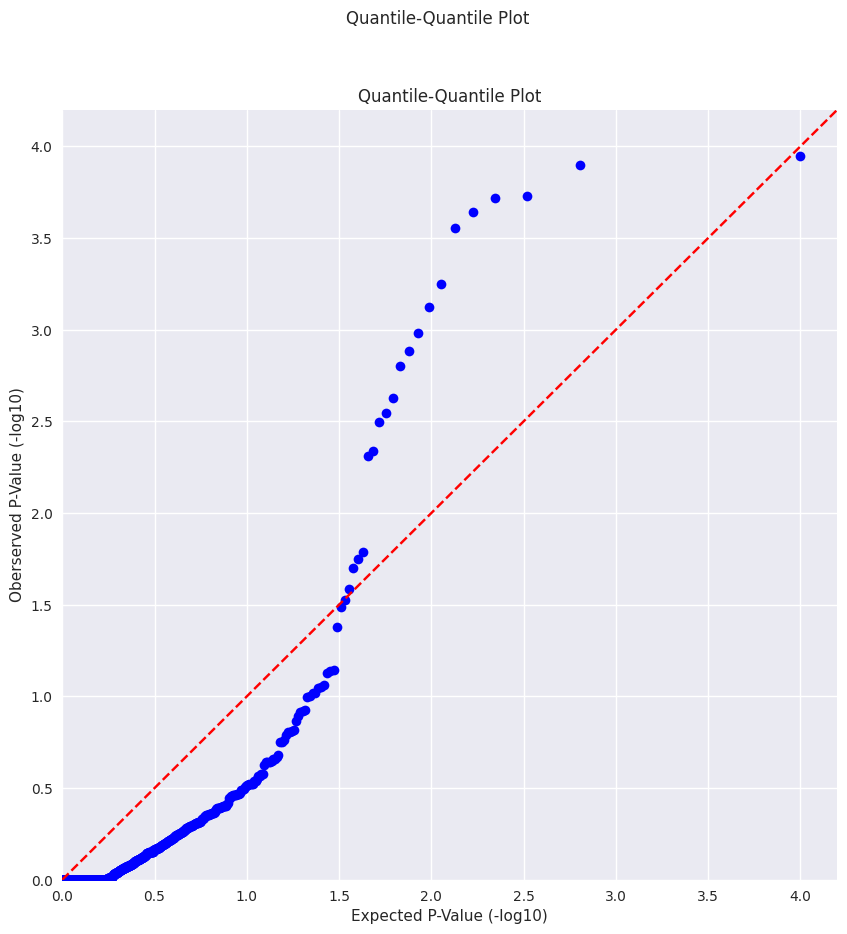 Quantile-Quantile Plot
Quantile-Quantile Plot
4.0
3.5
3.0
2.5
2.0
1.5
1.0
0.5
0.0
Oberserved P-Value (-log10)
0.0 0.5 1.0 1.5 2.0 2.5 3.0 3.5 4.0
Expected P-Value (-log10)